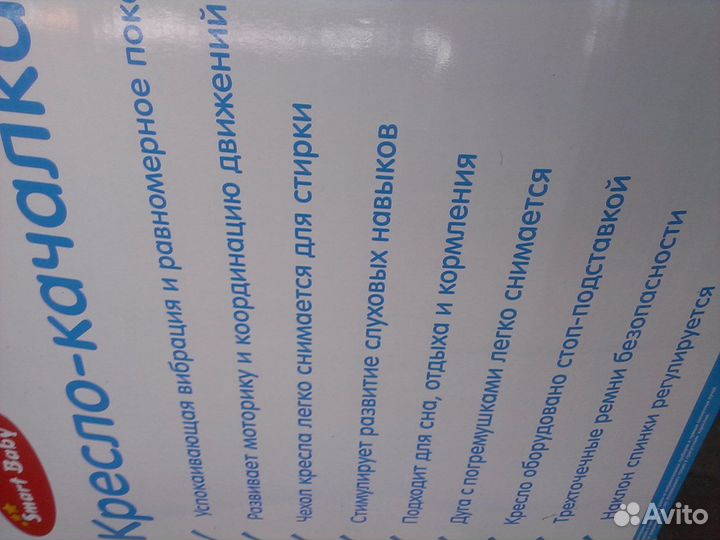 Smart Baby
Кресло-качалка
Успокаивающая вибрация и равномерное
Развивает моторику и координацию движений
Чехол кресла легко снимается для стирки
Стимулирует развитие слуховых навыков
Подходит для сна, отдыха и кормления
Дуга с погремушками легко снимается
Кресло оборудовано стоп-подставкой
Трехточечные ремни безопасности
Наклон спинки регулируется
Avito